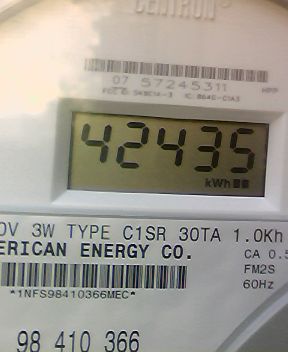 CENTRON®
07 57245311
42435
kWh
0V 3W TYPE C1SR 30TA 1.0Kh
ERICAN ENERGY CO.
CA 0.5
FM2S
60Hz
*1NFS98410366MEC*
98 410 366